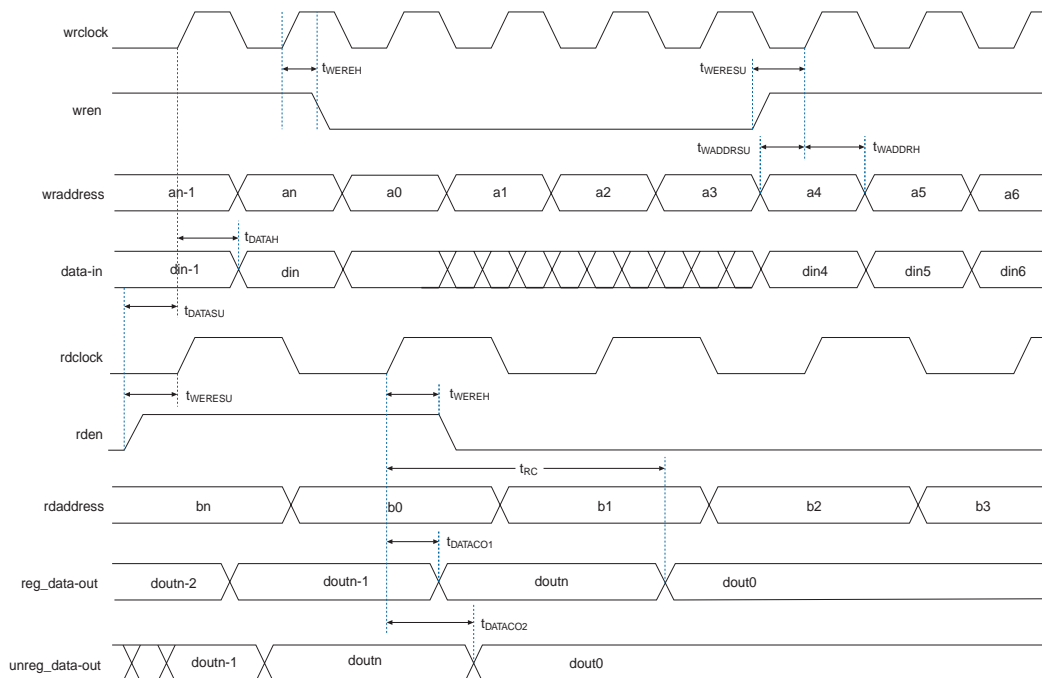 wrclock
tWEREH
tWERESU
wren
tWADDRSU
tWADDRH
wraddress
an-1 an a0 a1 a2 a3 a4 a5 a6
tDATAH
data-in
din-1 din din4 din5 din6
tDATASU
rdclock
tWERESU
tWEREH
rden
tRC
rdaddress
bn b0 b1 b2 b3
tDATACO1
reg_data-out
doutn-2 doutn-1 doutn dout0
tDATACO2
unreg_data-out
doutn-1 doutn dout0